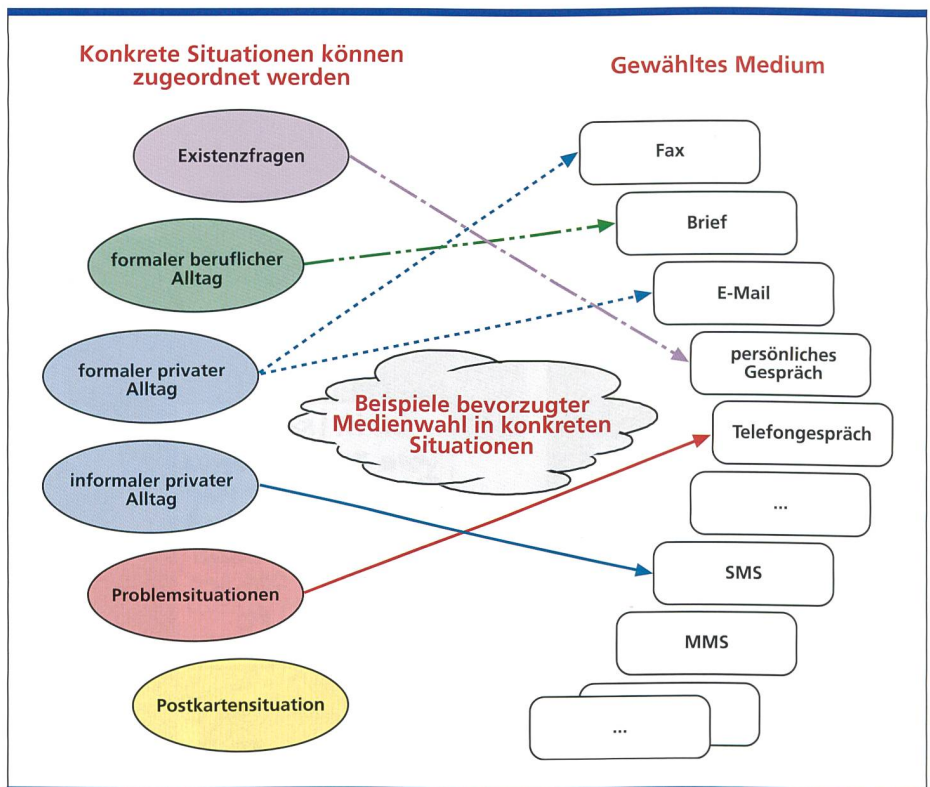 Konkrete Situationen können
zugeordnet werden
Gewähltes Medium
Existenzfragen
formaler beruflicher
Alltag
formaler privater
Alltag
informaler privater
Alltag
Problemsituationen
Postkartensituation
Beispiele bevorzugter
Medienwahl in konkreten
Situationen
Fax
Brief
E-Mail
persönliches
Gespräch
Telefongespräch
...
SMS
MMS
...